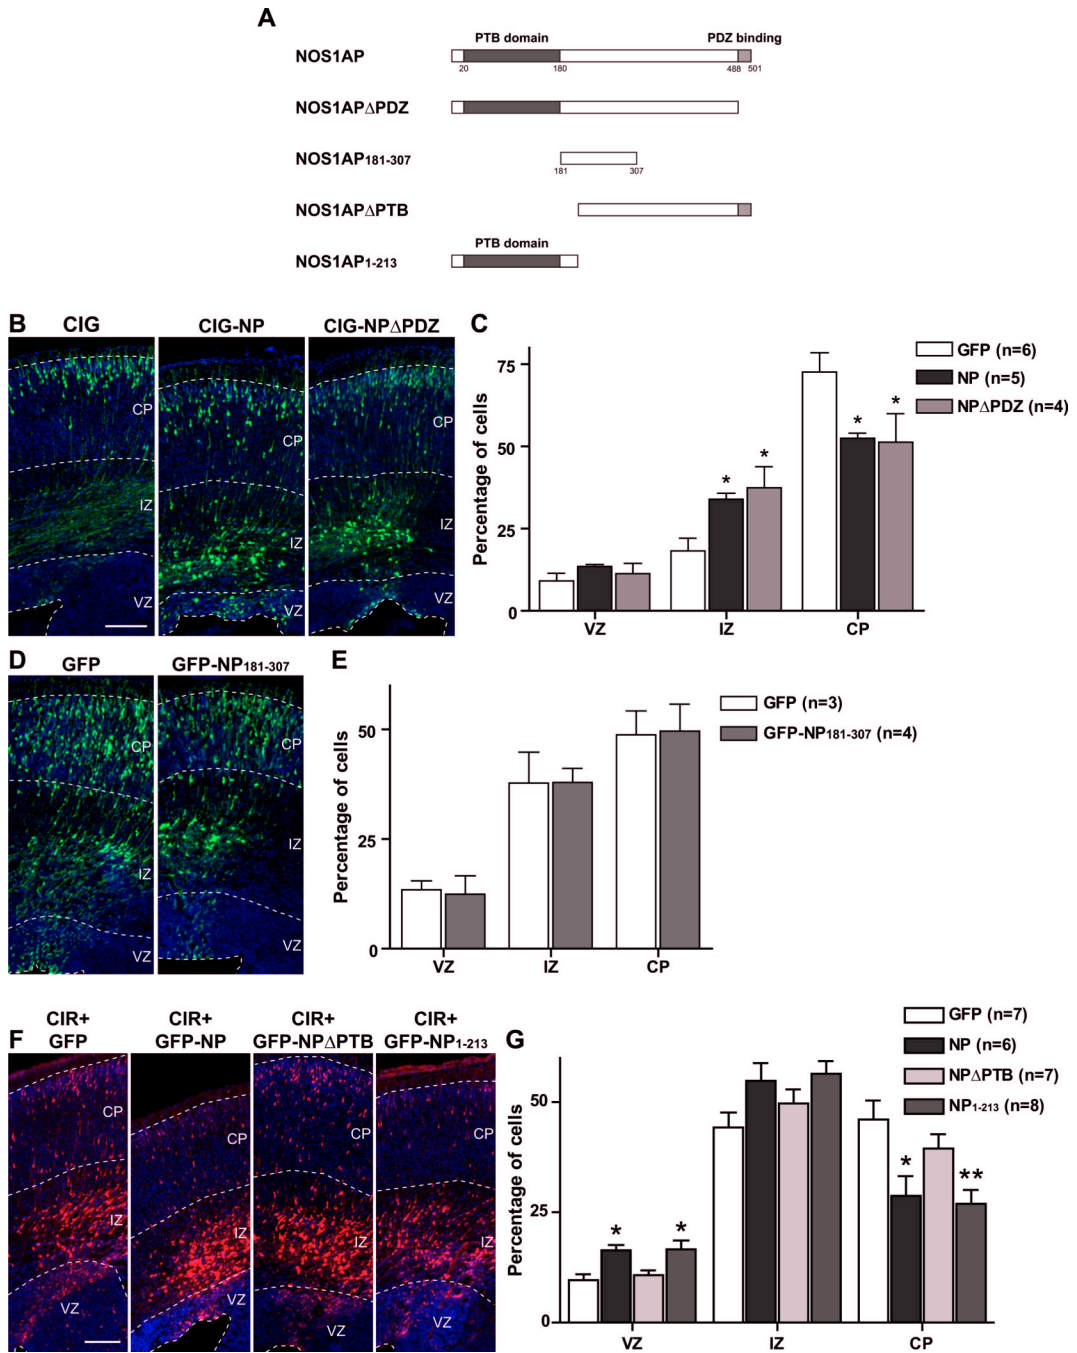 A
PTB domain PDZ binding
NOS1AP
20 180 488 501
NOS1APΔPDZ
NOS1AP181-307
181 307
NOS1APΔPTB
PTB domain
NOS1AP1-213
B
CIG CIG-NP CIG-NPΔPDZ
CP CP CP
IZ IZ IZ
VZ VZ VZ
C
GFP (n=6)
NP (n=5)
NPΔPDZ (n=4)
Percentage of cells
75
50
25
0
* * * *
VZ IZ CP
D
GFP GFP-NP181-307
CP CP
IZ IZ
VZ VZ
E
GFP (n=3)
GFP-NP181-307 (n=4)
Percentage of cells
50
25
0
VZ IZ CP
F
CIR+ CIR+ CIR+ CIR+
GFP GFP-NP GFP-NPΔPTB GFP-NP1-213
CP CP CP CP
IZ IZ IZ IZ
VZ VZ VZ VZ
G
GFP (n=7)
NP (n=6)
NPΔPTB (n=7)
NP1-213 (n=8)
Percentage of cells
50
25
0
* * * **
VZ IZ CP